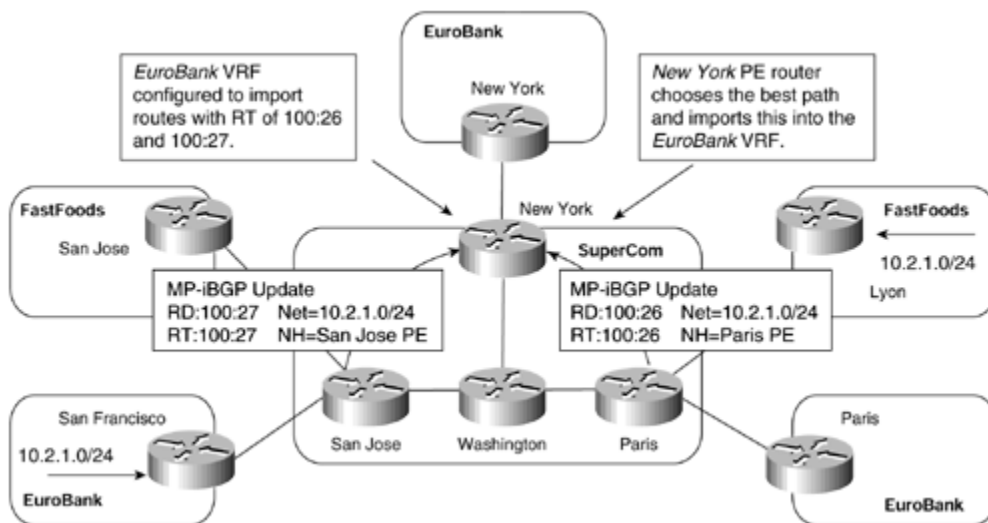 EuroBank
New York
EuroBank VRF
configured to import
routes with RT of 100:26
and 100:27.
New York PE router
chooses the best path
and imports this into the
EuroBank VRF.
FastFoods
San Jose
New York
SuperCom
FastFoods
10.2.1.0/24
Lyon
MP-iBGP Update
RD:100:27 Net=10.2.1.0/24
RT:100:27 NH=San Jose PE
MP-iBGP Update
RD:100:26 Net=10.2.1.0/24
RT:100:26 NH=Paris PE
San Francisco
10.2.1.0/24
EuroBank
San Jose
Washington
Paris
Paris
EuroBank